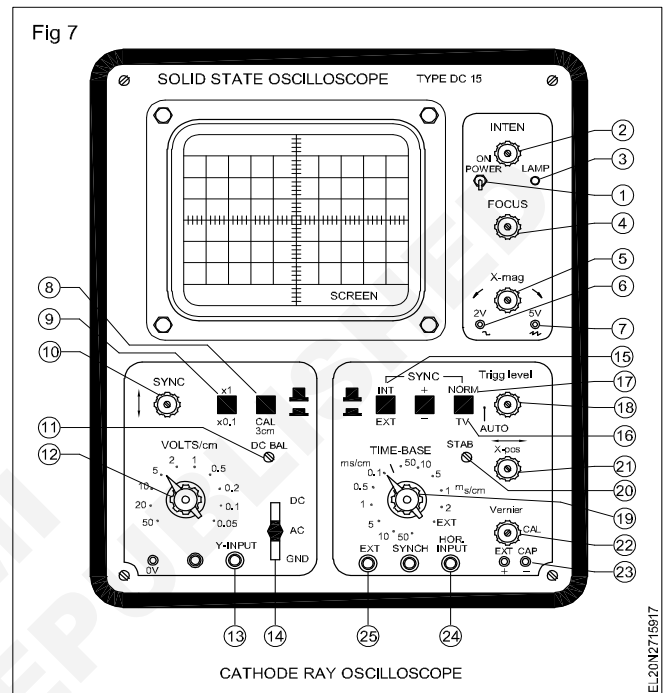 Fig 7
SOLID STATE OSCILLOSCOPE TYPE DC 15
SCREEN
INTEN
ON
POWER LAMP
FOCUS
X-mag
2V 5V
1
2
3
4
5
6
7
8
9
10
11
12
13
14
SYNC
x1
x0.1
CAL
3cm
DC BAL
VOLTS/cm
50
20
10
5
2
1
0.5
0.2
0.1
0.05
DC
AC
GND
0V
Y-INPUT
SYNC
INT + NORM
EXT - TV
Trigg level
AUTO
TIME-BASE
ms/cm
0.1
0.5
1
5
10
50
50
10
5
1
ms/cm
2
EXT
STAB
X-pos
Vernier
CAL
EXT CAP
+ -
EXT SYNCH HOR.
INPUT
15
16
17
18
19
20
21
22
23
24
25
CATHODE RAY OSCILLOSCOPE
EL20N2715917